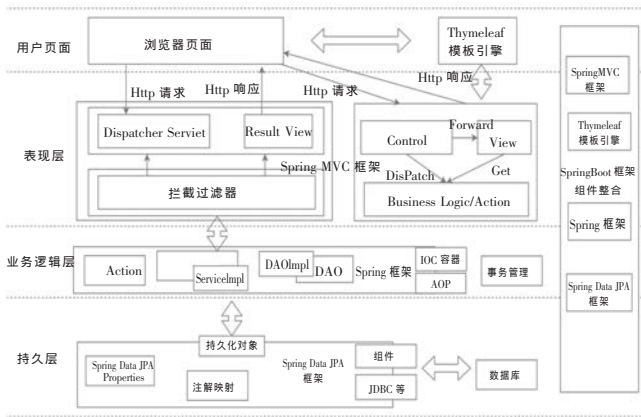 用户页面
浏览器页面
Thymeleaf
模板引擎
Http 请求
Http 响应
Http 请求
Http 响应
表现层
Dispatcher Serviet
Result View
拦截过滤器
Spring MVC 框架
Control
Forward
View
DisPatch
Get
Business Logic/Action
业务逻辑层
Action
ServiceImpl
DAOImpl
DAO
Spring 框架
IOC 容器
AOP
事务管理
持久层
持久化对象
Spring Data JPA
Properties
注解映射
Spring Data JPA
框架
组件
JDBC 等
数据库
SpringMVC
框架
Thymeleaf
模板引擎
SpringBoot 框架
组件整合
Spring 框架
Spring Data JPA
框架